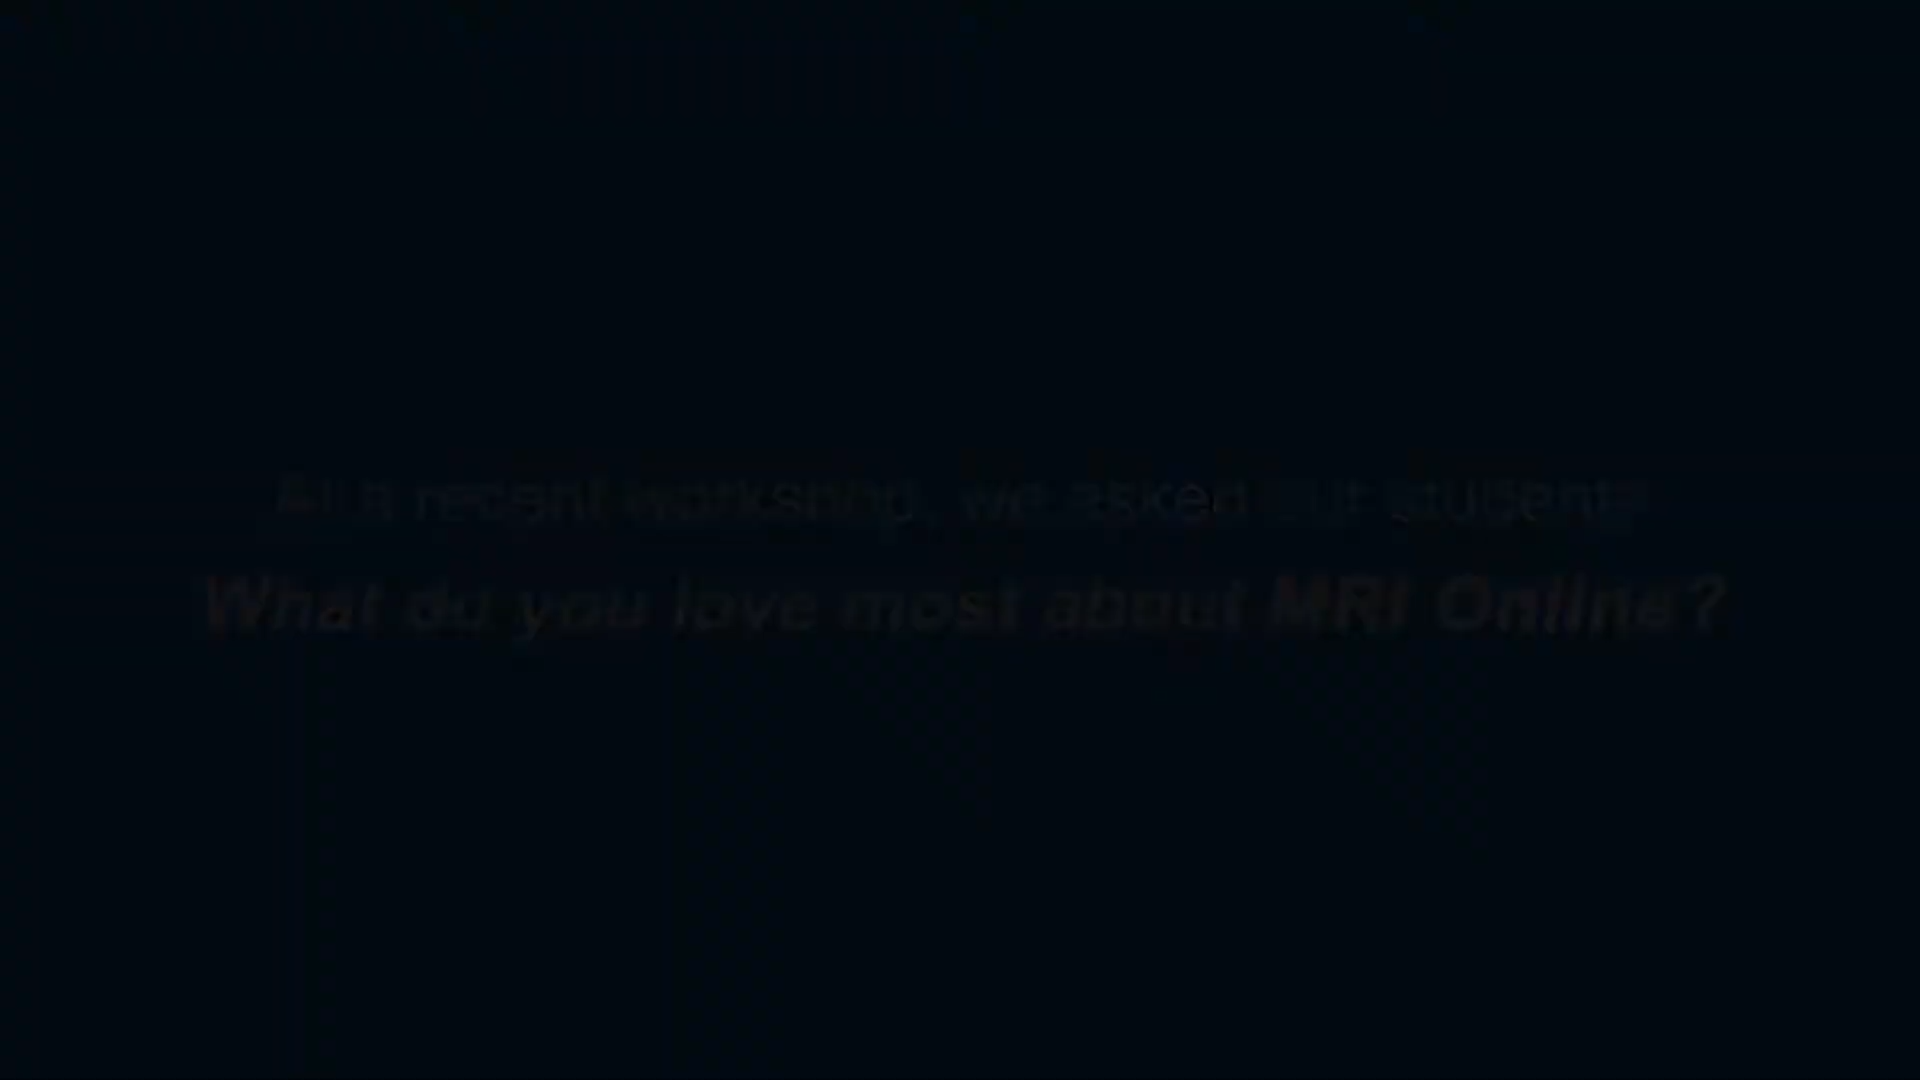 At a recent workshop, we asked our students
What do you love most about MRI Online?